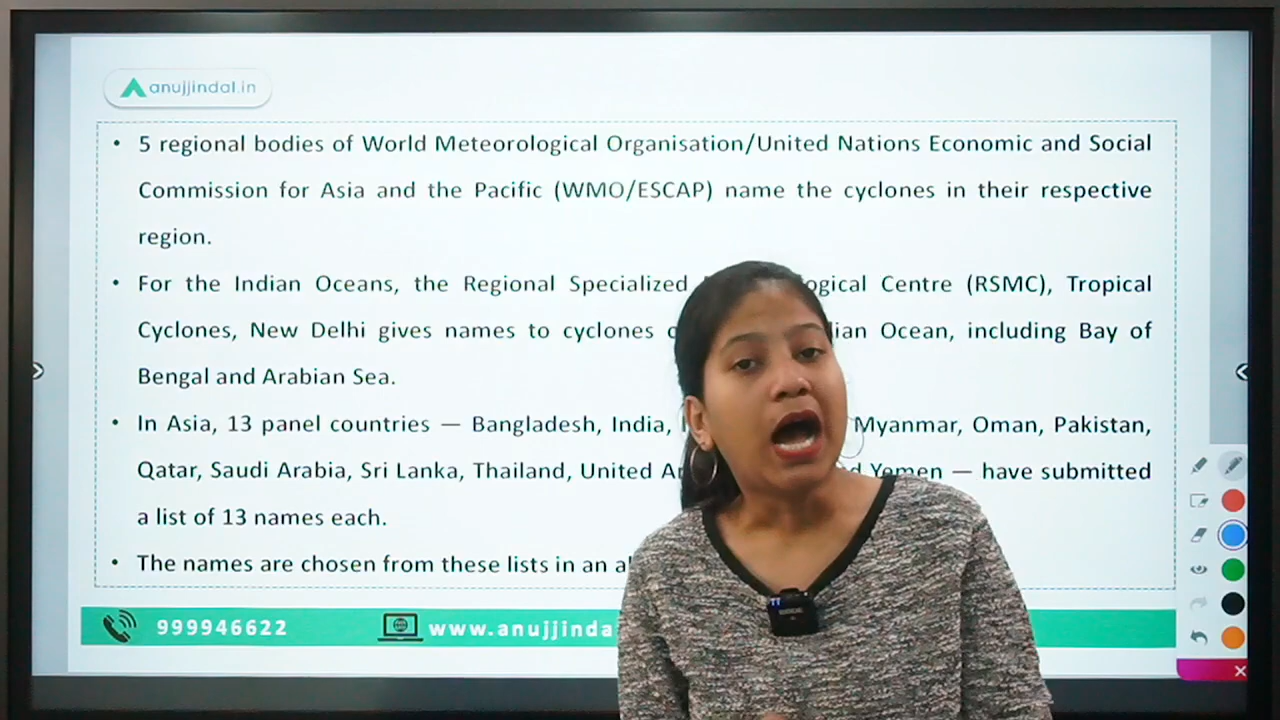 anujjindal.in
• 5 regional bodies of World Meteorological Organisation/United Nations Economic and Social
Commission for Asia and the Pacific (WMO/ESCAP) name the cyclones in their respective
region.
• For the Indian Oceans, the Regional Specialized ogical Centre (RSMC), Tropical
Cyclones, New Delhi gives names to cyclones ian Ocean, including Bay of
Bengal and Arabian Sea.
• In Asia, 13 panel countries — Bangladesh, India, Myanmar, Oman, Pakistan,
Qatar, Saudi Arabia, Sri Lanka, Thailand, United Yemen — have submitted
a list of 13 names each.
• The names are chosen from these lists in an
999946622
www.anujjinda